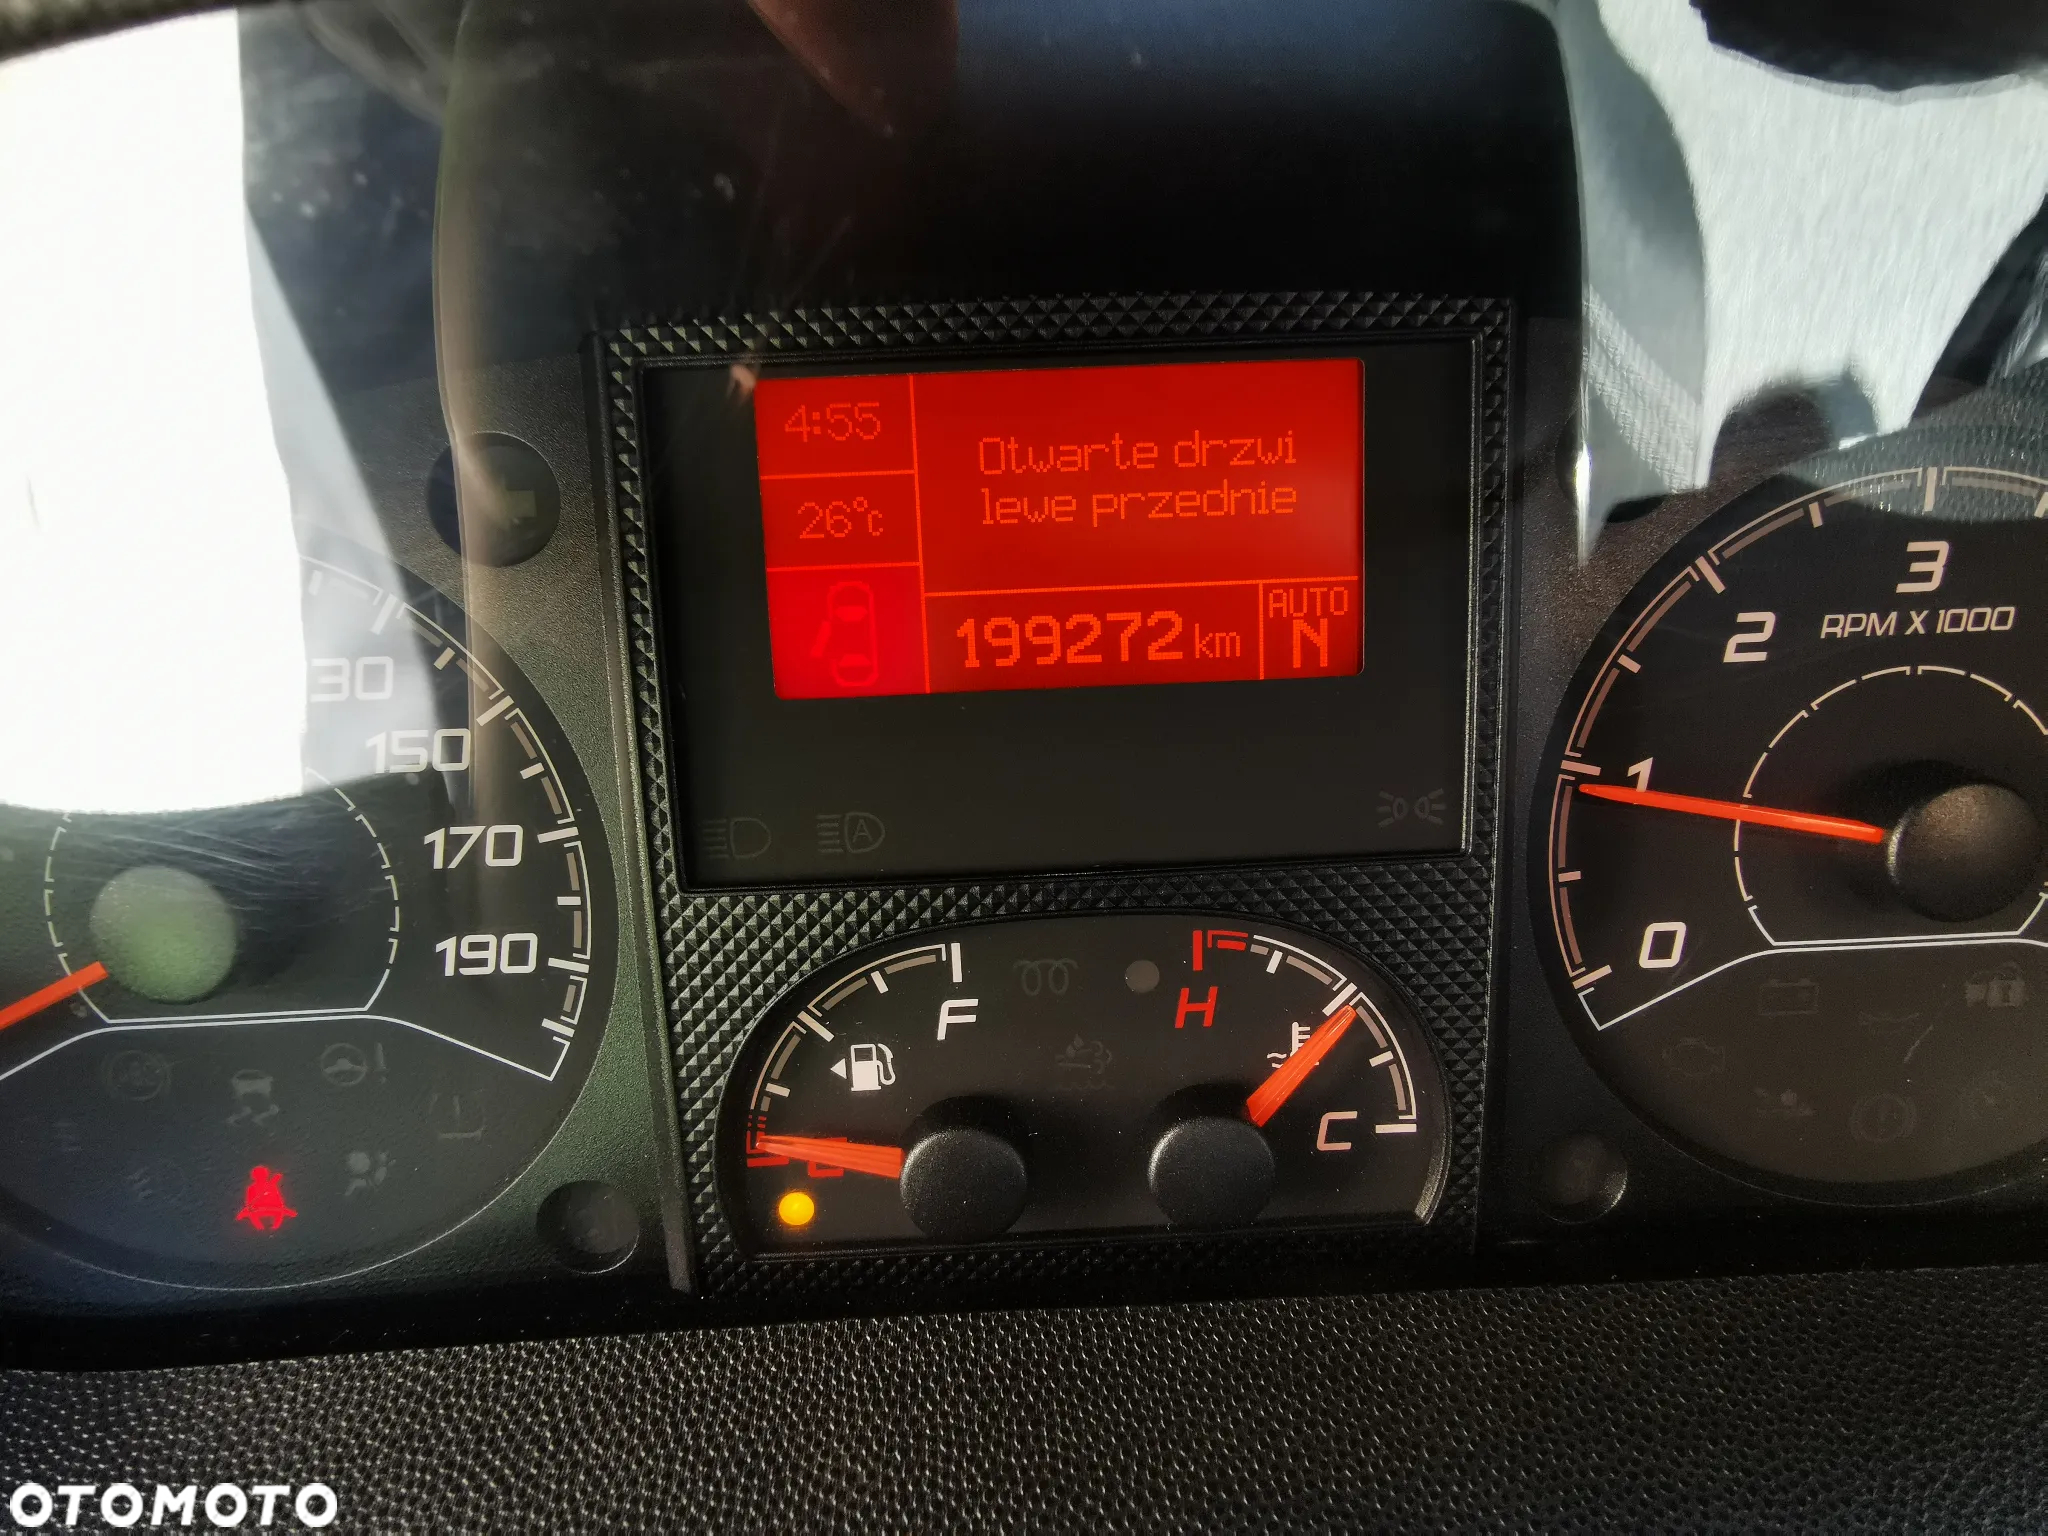 4:55
Otwarte drzwi
lewe przednie
26°C
199272 km
AUTO
N
130
150
170
190
3
2
RPM X 1000
1
0
A
F
H
C
E
OTOMOTO